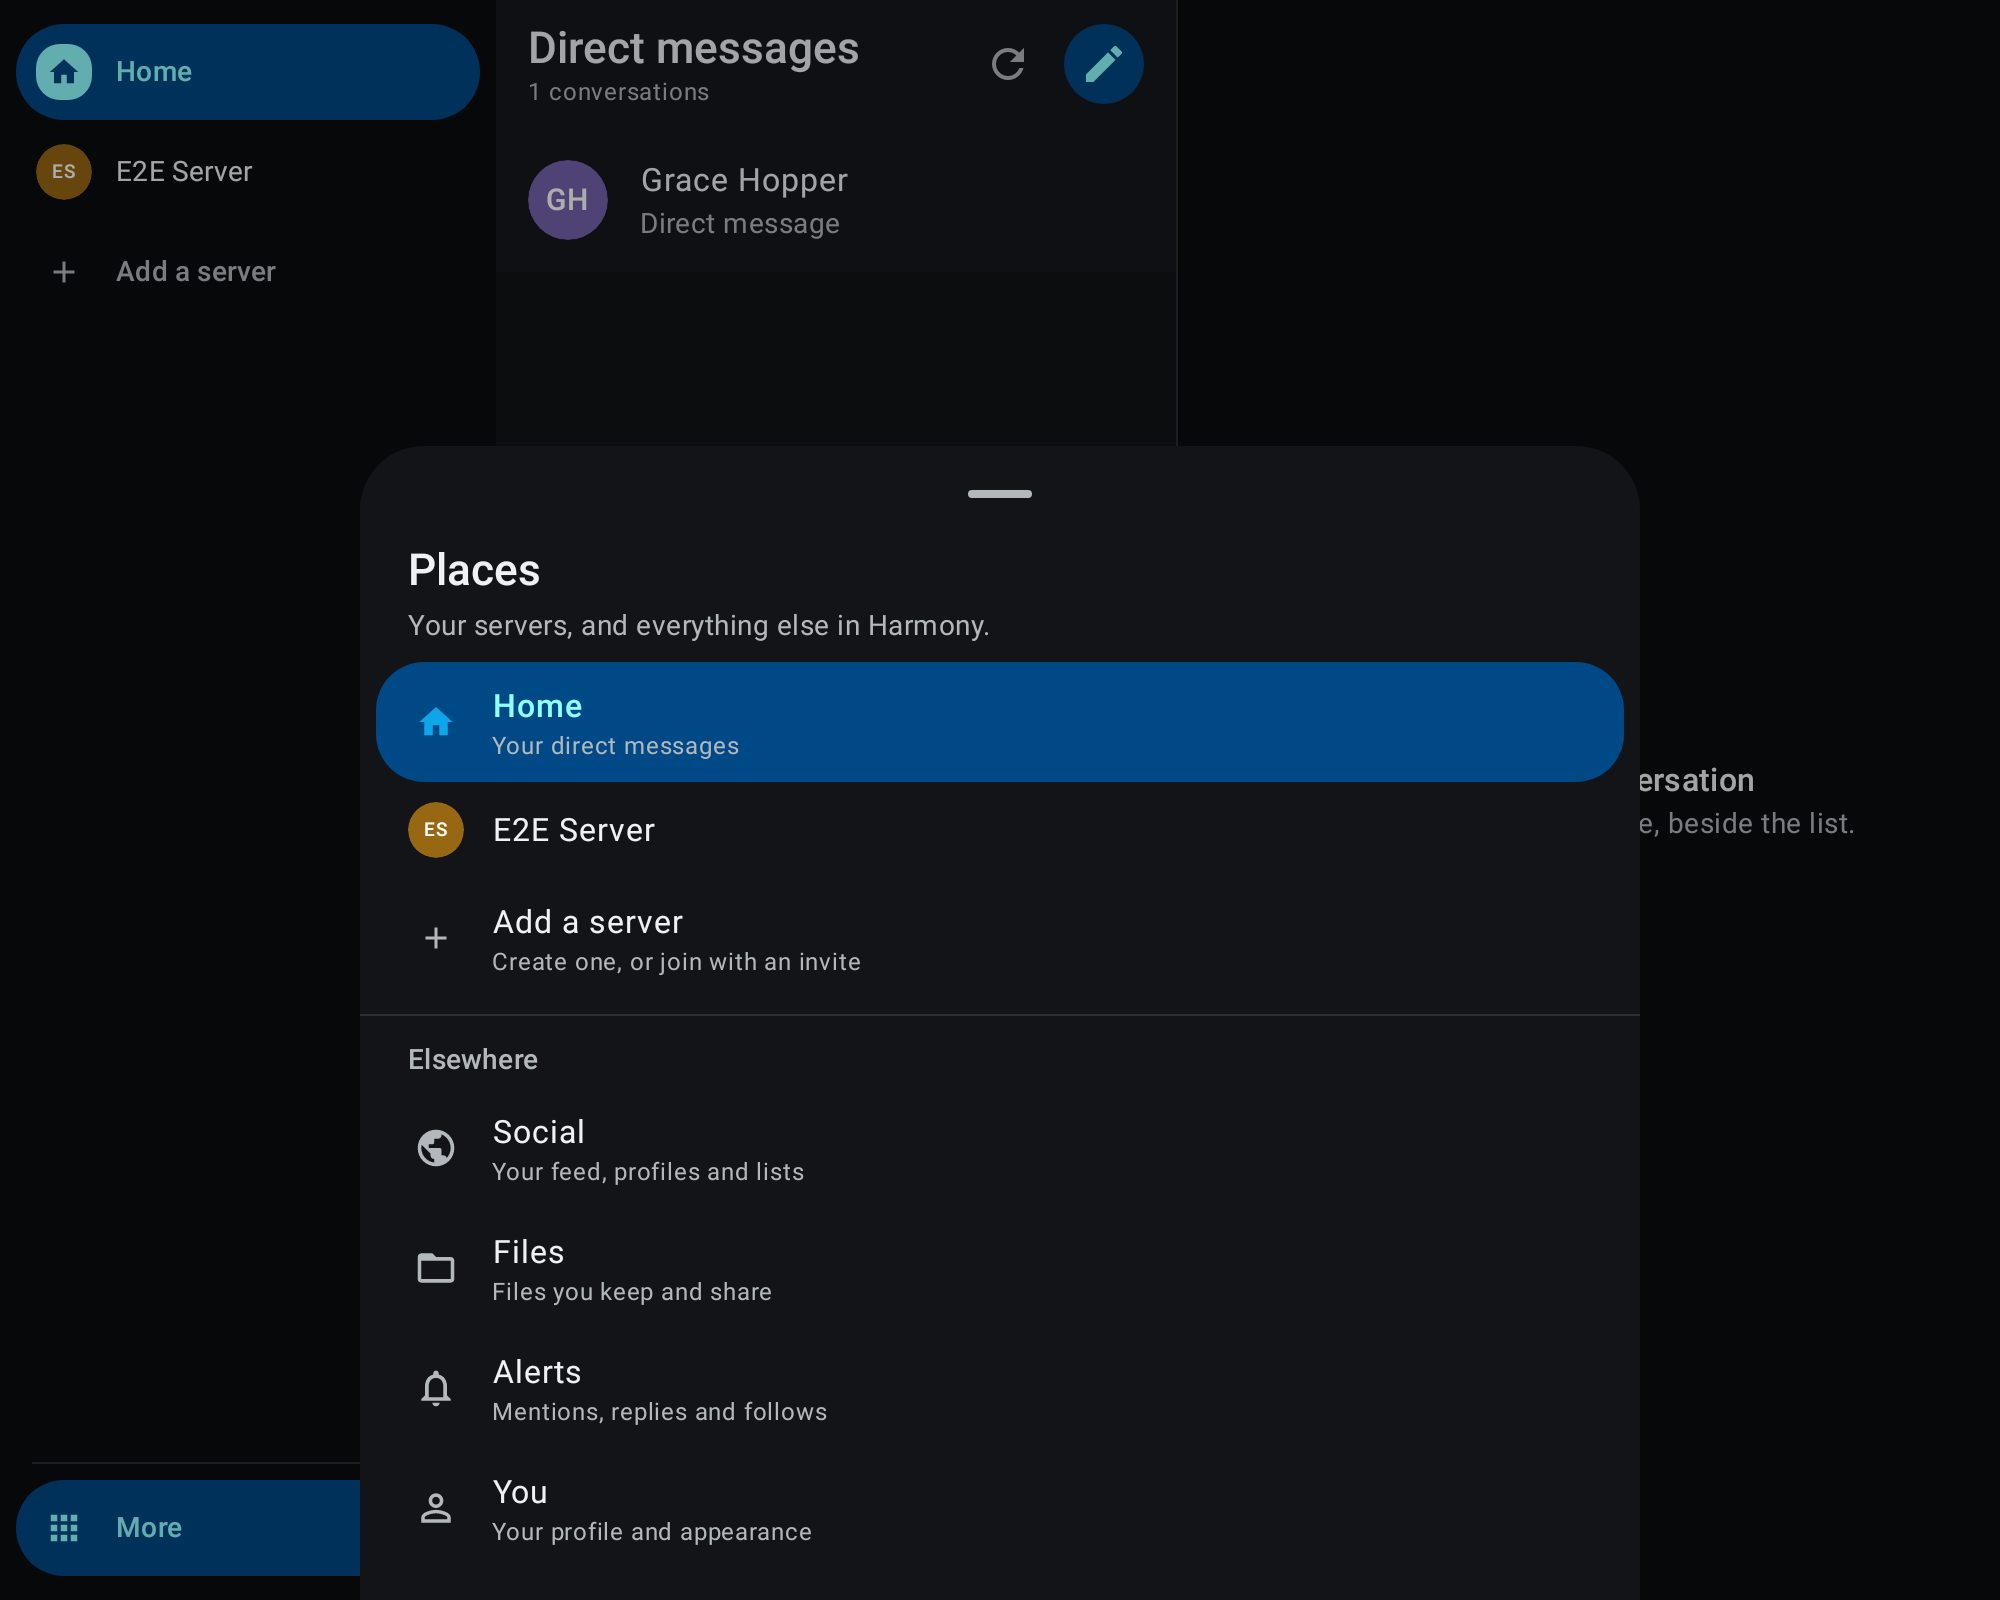 Home
ES
E2E Server
Add a server
More
Direct messages
1 conversations
GH
Grace Hopper
Direct message
ersation
e, beside the list.
Places
Your servers, and everything else in Harmony.
Home
Your direct messages
ES
E2E Server
Add a server
Create one, or join with an invite
Elsewhere
Social
Your feed, profiles and lists
Files
Files you keep and share
Alerts
Mentions, replies and follows
You
Your profile and appearance